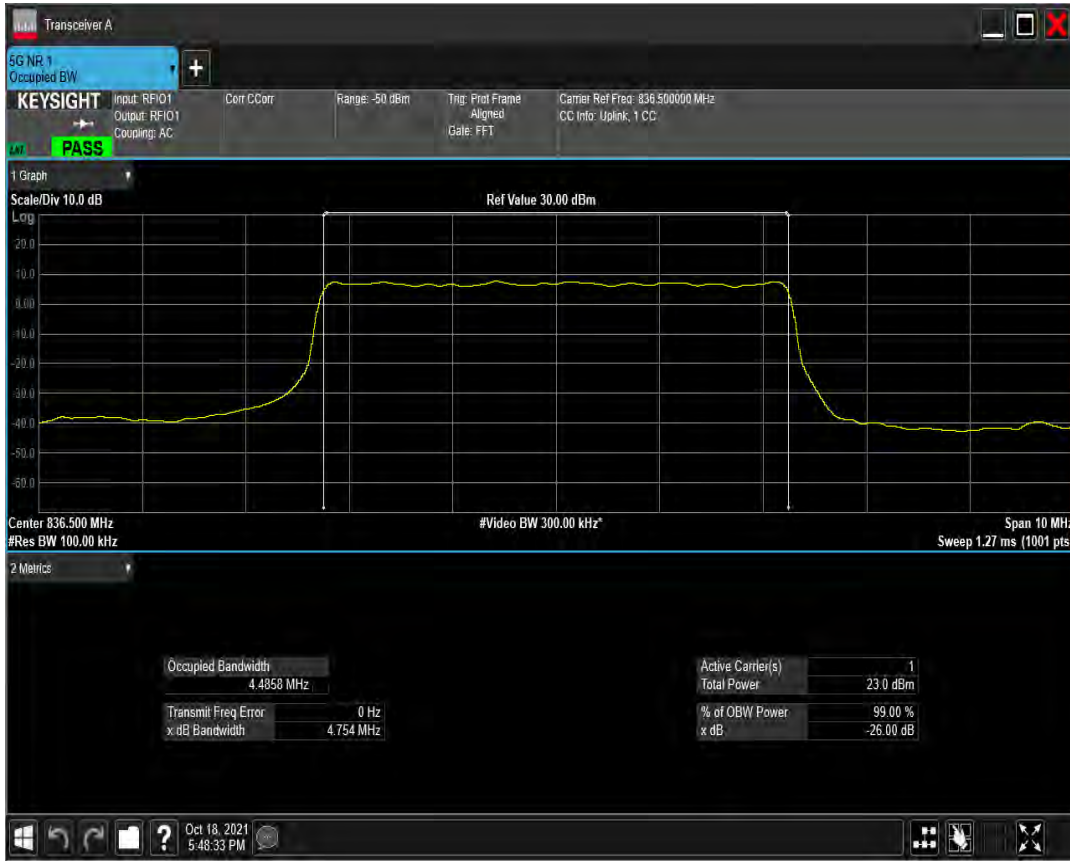 Transceiver A
5G NR 1
Occupied BW
+
KEYSIGHT
Input: RFIO1
Output: RFIO1
Coupling: AC
Corr CCorr
Range: -50 dBm
Trig: Prot Frame
Aligned
Gate: FFT
Carrier Ref Freq: 836.500000 MHz
CC Info: Uplink, 1 CC
PASS
1 Graph
Scale/Div 10.0 dB
Ref Value 30.00 dBm
Log
20.0
10.0
0.00
-10.0
-20.0
-30.0
-40.0
-50.0
-60.0
Center 836.500 MHz
#Video BW 300.00 kHz*
Span 10 MHz
#Res BW 100.00 kHz
Sweep 1.27 ms (1001 pts
2 Metrics
Occupied Bandwidth
4.4858 MHz
Transmit Freq Error 0 Hz
x dB Bandwidth 4.754 MHz
Active Carrier(s) 1
Total Power 23.0 dBm
% of OBW Power 99.00 %
x dB -26.00 dB
?
Oct 18, 2021
5:48:33 PM